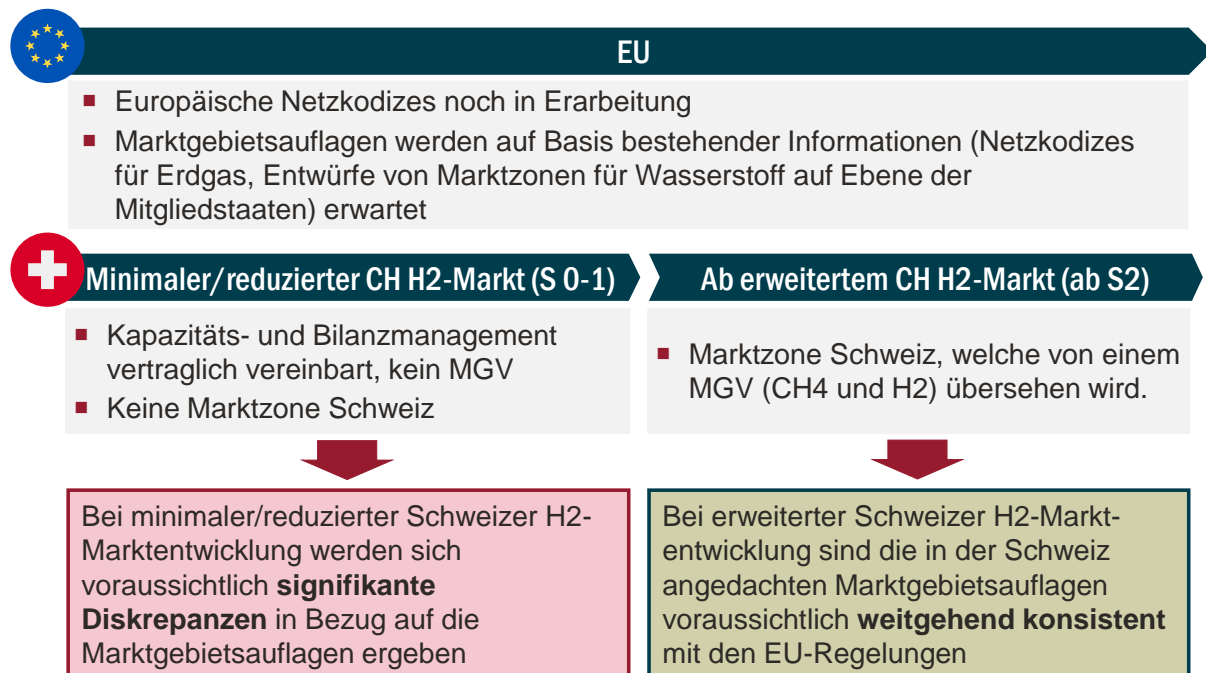 EU
Europäische Netzkodizes noch in Erarbeitung
Marktgebietsauflagen werden auf Basis bestehender Informationen (Netzkodizes
für Erdgas, Entwürfe von Marktzonen für Wasserstoff auf Ebene der
Mitgliedstaaten) erwartet
Minimaler/reduzierter CH H2-Markt (S 0-1)
Kapazitäts- und Bilanzmanagement
vertraglich vereinbart, kein MGV
Keine Marktzone Schweiz
Bei minimaler/reduzierter Schweizer H2-
Marktentwicklung werden sich
voraussichtlich signifikante
Diskrepanzen in Bezug auf die
Marktgebietsauflagen ergeben
Ab erweitertem CH H2-Markt (ab S2)
Marktzone Schweiz, welche von einem
MGV (CH4 und H2) übersehen wird.
Bei erweiterter Schweizer H2-Markt-
entwicklung sind die in der Schweiz
angedachten Marktgebietsauflagen
voraussichtlich weitgehend konsistent
mit den EU-Regelungen